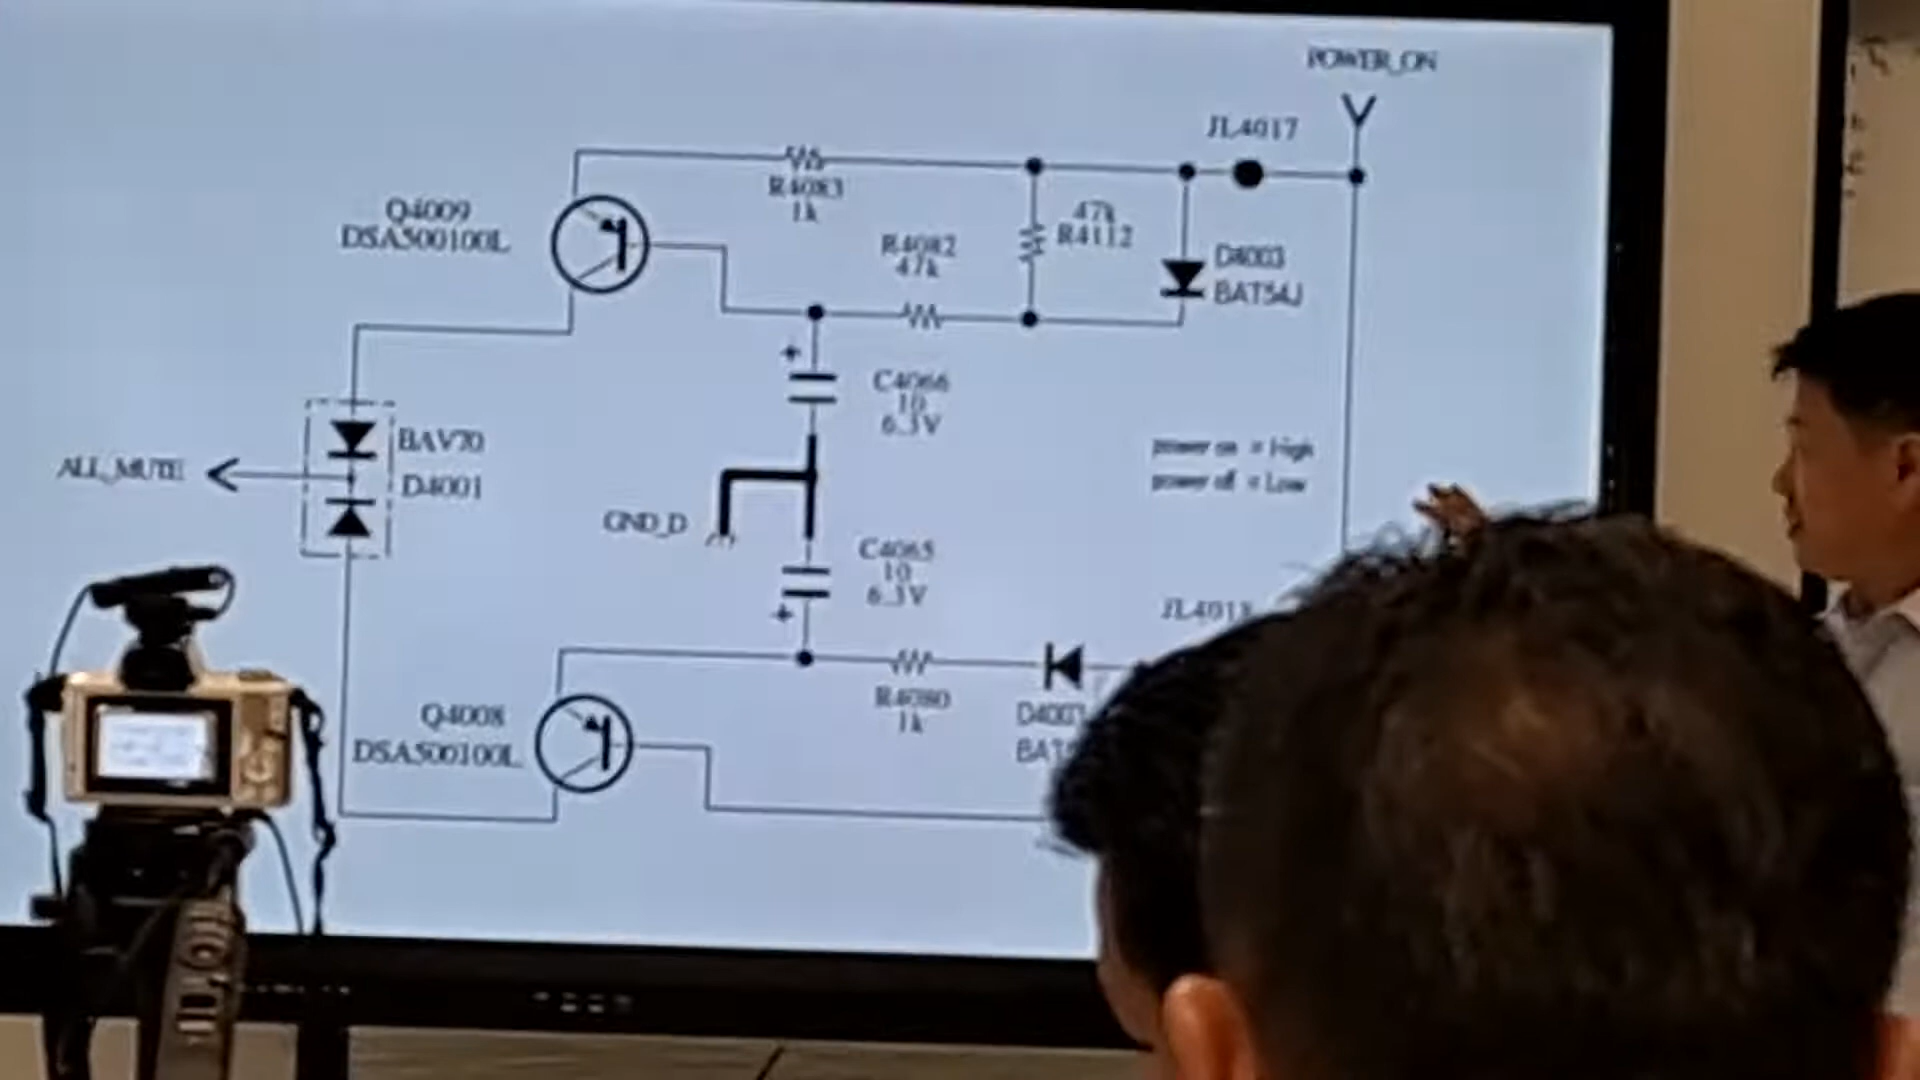 POWER_ON
JL4017
R4083
1k
Q4009
DSA500100L
47k
R4112
R4082
47k
D4003
BAT54J
C4066
10
6.3V
BAV70
power on = High
ALL_MUTE
D4001
power off = Low
GND_D
C4065
10
6.3V
R4080
1k
Q4008
DSA500100L